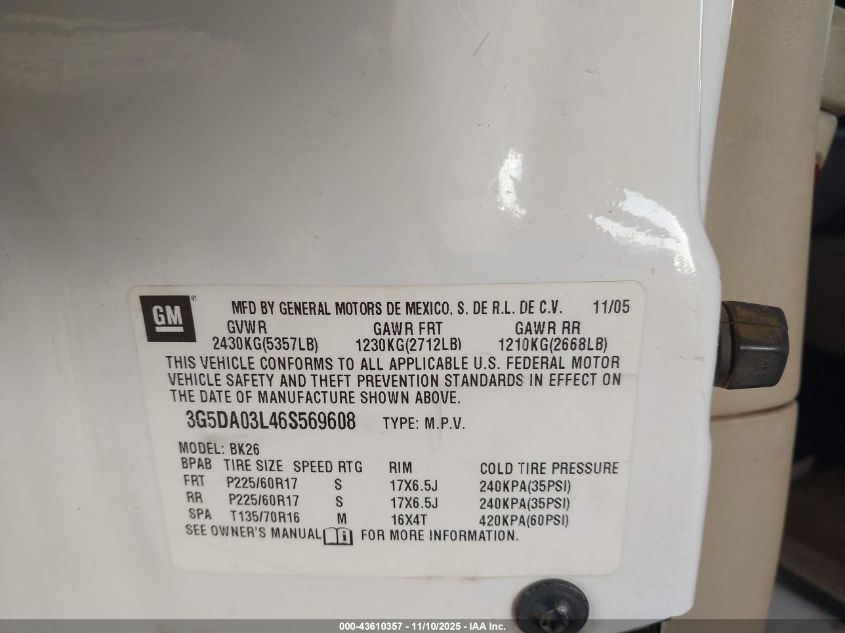 GM
MFD BY GENERAL MOTORS DE MEXICO, S. DE R.L. DE C.V. 11/05
GVWR GAWR FRT GAWR RR
2430KG(5357LB) 1230KG(2712LB) 1210KG(2668LB)
THIS VEHICLE CONFORMS TO ALL APPLICABLE U.S. FEDERAL MOTOR
VEHICLE SAFETY AND THEFT PREVENTION STANDARDS IN EFFECT ON
THE DATE OF MANUFACTURE SHOWN ABOVE.
3G5DA03L46S569608 TYPE: M.P.V.
MODEL: BK26
BPAB TIRE SIZE SPEED RTG RIM COLD TIRE PRESSURE
FRT P225/60R17 S 17X6.5J 240KPA(35PSI)
RR P225/60R17 S 17X6.5J 240KPA(35PSI)
SPA T135/70R16 M 16X4T 420KPA(60PSI)
SEE OWNER'S MANUAL FOR MORE INFORMATION.
000-43610357 - 11/10/2025 - IAA Inc.